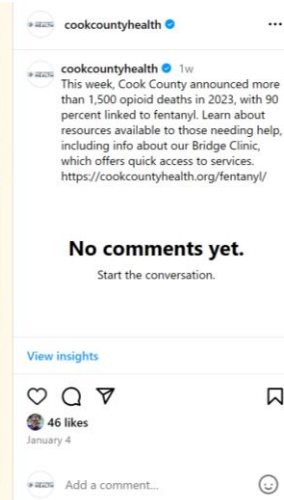 cookcountyhealth
cookcountyhealth 1w
This week, Cook County announced more
than 1,500 opioid deaths in 2023, with 90
percent linked to fentanyl. Learn about
resources available to those needing help,
including info about our Bridge Clinic,
which offers quick access to services.
https://cookcountyhealth.org/fentanyl/
No comments yet.
Start the conversation.
View insights
46 likes
January 4
Add a comment...